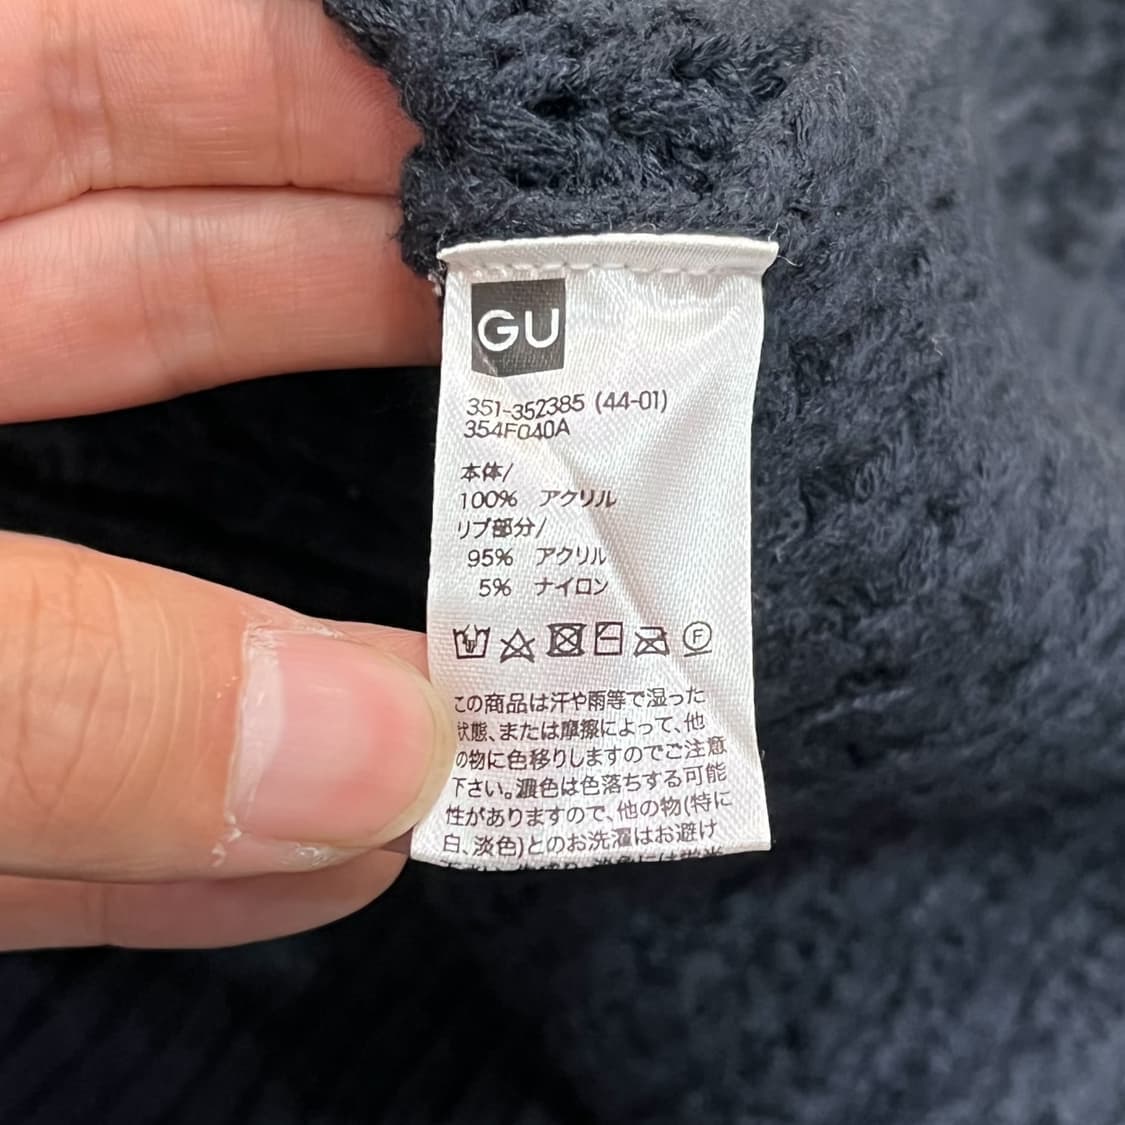 GU
351-352385 (44-01)
354F040A
本体/
100% アクリル
リブ部分/
95% アクリル
5% ナイロン
F
この商品は汗や雨等で湿った
状態、または摩擦によって、他
の物に色移りしますのでご注意
下さい。濃色は色落ちする可能
性がありますので、他の物(特に
白、淡色)とのお洗濯はお避け